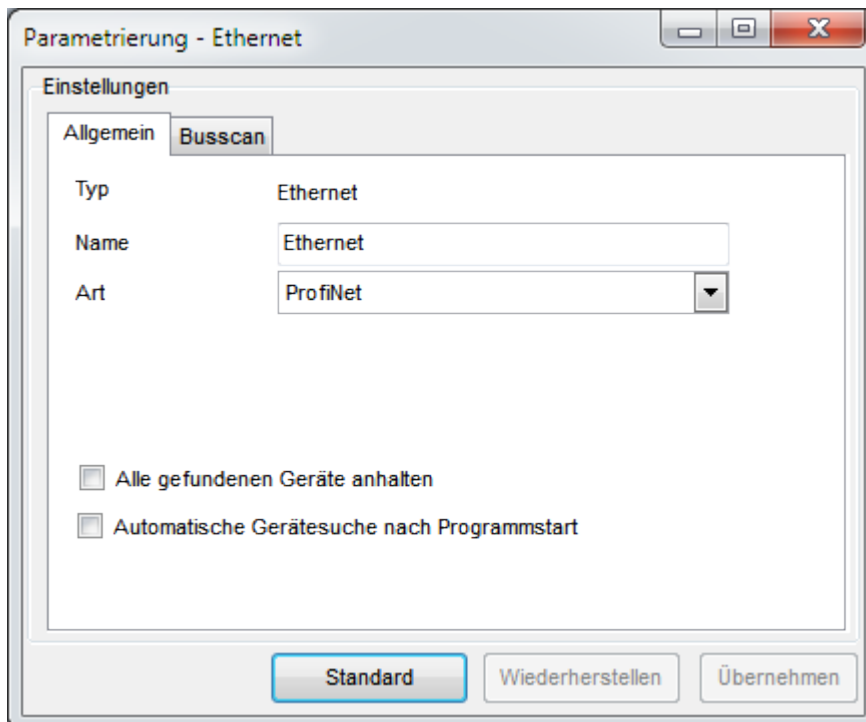 Parametrierung - Ethernet
Einstellungen
Allgemein Busscan
Typ Ethernet
Name Ethernet
Art ProfiNet
Alle gefundenen Geräte anhalten
Automatische Gerätesuche nach Programmstart
Standard Wiederherstellen Übernehmen